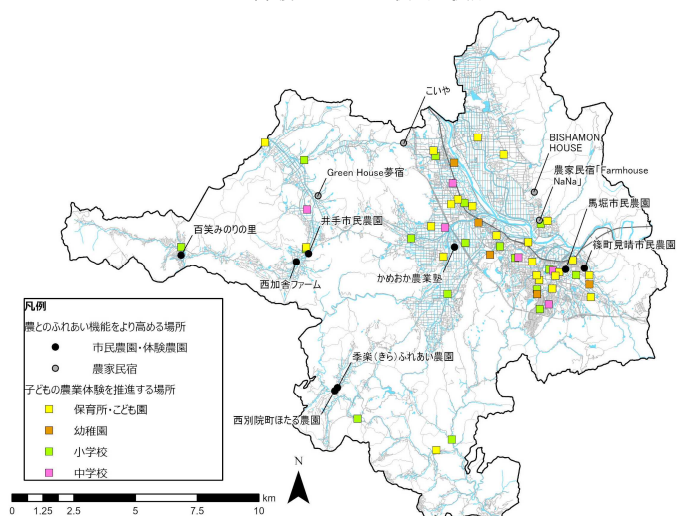 こいや
BISHAMON
HOUSE
農家民宿「Farmhouse
NaNa」
Green House夢宿
馬堀市民農園
井手市民農園
百笑みのりの里
篠町見晴市民農園
かめおか農業塾
西加舎ファーム
季楽（きら）ふれあい農園
西別院町ほたる農園
凡例
農とのふれあい機能をより高める場所
市民農園・体験農園
農家民宿
子どもの農業体験を推進する場所
保育所・こども園
幼稚園
小学校
中学校
N
km
0 1.25 2.5 5 7.5 10